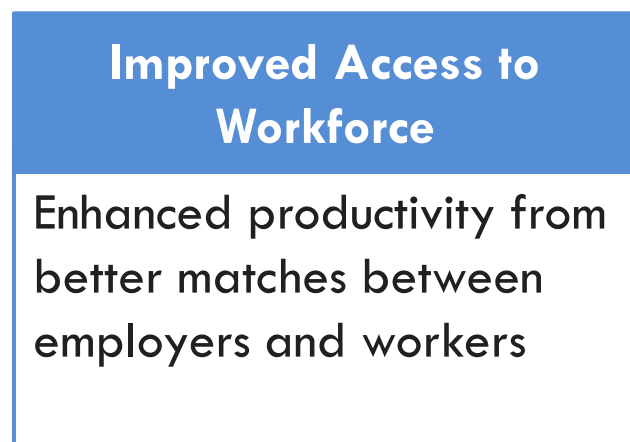 Improved Access to
Workforce
Enhanced productivity from
better matches between
employers and workers